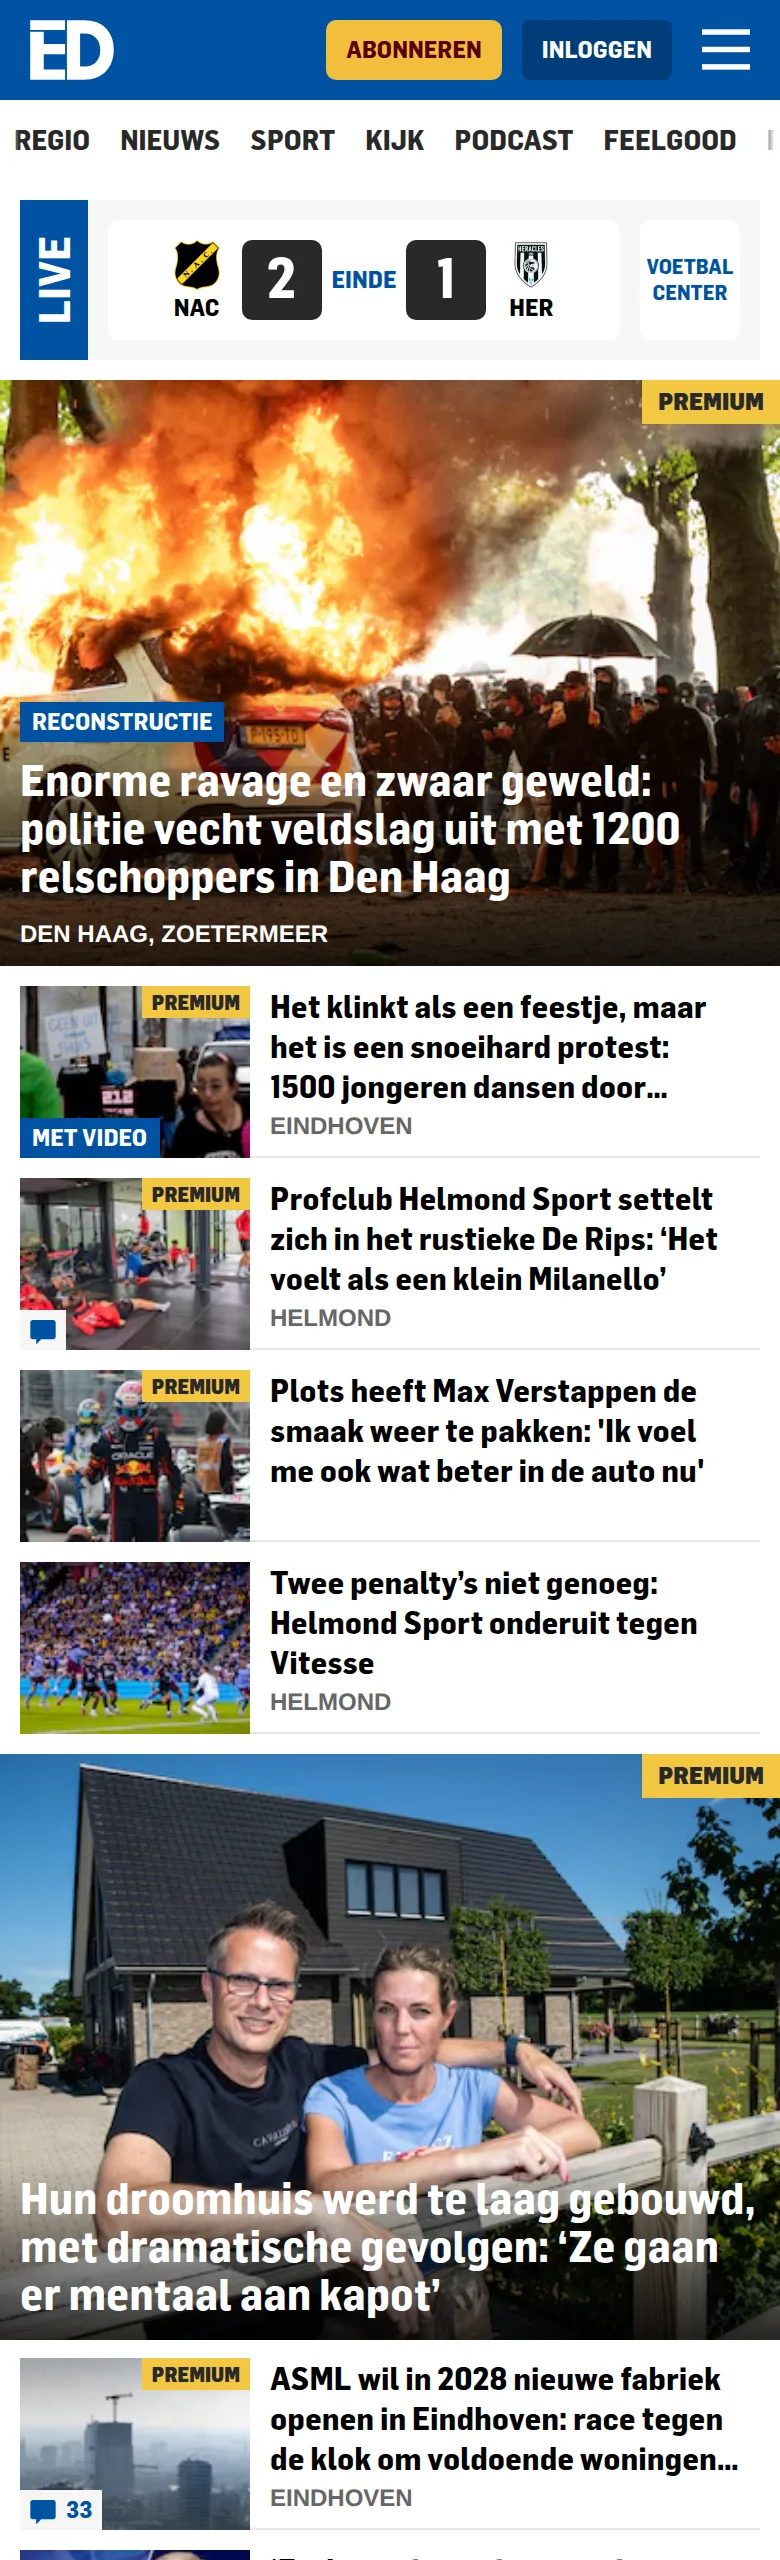 ED
ABONNEREN
INLOGGEN
REGIO NIEUWS SPORT KIJK PODCAST FEELGOOD
LIVE
NAC
2
EINDE
1
HERACLES
HER
VOETBAL
CENTER
PREMIUM
P-195-TD
RECONSTRUCTIE
Enorme ravage en zwaar geweld:
politie vecht veldslag uit met 1200
relschoppers in Den Haag
DEN HAAG, ZOETERMEER
PREMIUM
212
MET VIDEO
Het klinkt als een feestje, maar
het is een snoeihard protest:
1500 jongeren dansen door...
EINDHOVEN
PREMIUM
Profclub Helmond Sport settelt
zich in het rustieke De Rips: ‘Het
voelt als een klein Milanello’
HELMOND
PREMIUM
Plots heeft Max Verstappen de
smaak weer te pakken: 'Ik voel
me ook wat beter in de auto nu'
Twee penalty’s niet genoeg:
Helmond Sport onderuit tegen
Vitesse
HELMOND
PREMIUM
Hun droomhuis werd te laag gebouwd,
met dramatische gevolgen: ‘Ze gaan
er mentaal aan kapot’
PREMIUM
33
ASML wil in 2028 nieuwe fabriek
openen in Eindhoven: race tegen
de klok om voldoende woningen...
EINDHOVEN